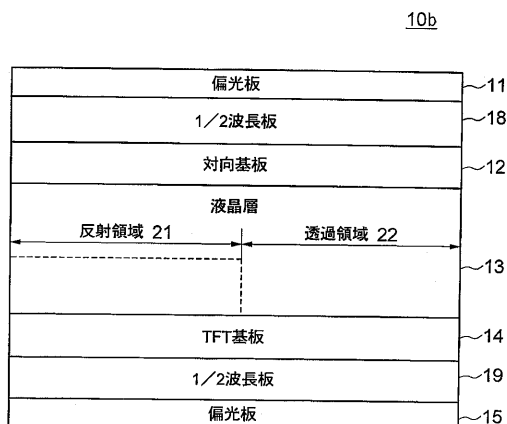 10b
偏光板 11
1/2波長板 18
対向基板 12
液晶層
反射領域 21 透過領域 22
13
TFT基板 14
1/2波長板 19
偏光板 15